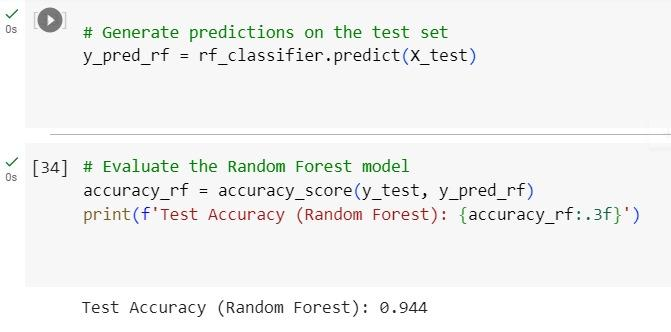 0s
# Generate predictions on the test set
y_pred_rf = rf_classifier.predict(X_test)
0s
[34] # Evaluate the Random Forest model
accuracy_rf = accuracy_score(y_test, y_pred_rf)
print(f'Test Accuracy (Random Forest): {accuracy_rf:.3f}')
Test Accuracy (Random Forest): 0.944